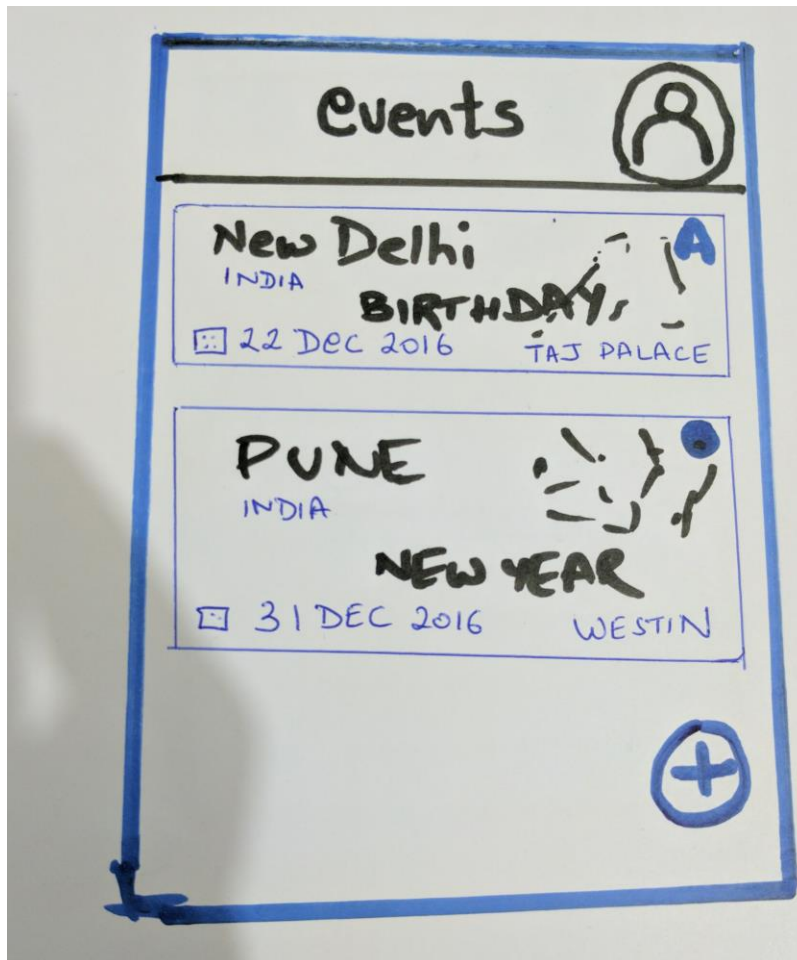 events
New Delhi A
INDIA
BIRTHDAY
22 DEC 2016 TAJ PALACE
PUNE
INDIA
NEW YEAR
31 DEC 2016 WESTIN